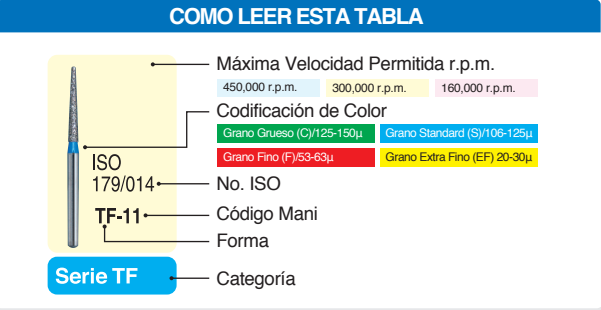 COMO LEER ESTA TABLA
Máxima Velocidad Permitida r.p.m.
450,000 r.p.m. 300,000 r.p.m. 160,000 r.p.m.
Codificación de Color
Grano Grueso (C)/125-150µ Grano Standard (S)/106-125µ
Grano Fino (F)/53-63µ Grano Extra Fino (EF) 20-30µ
ISO
179/014 No. ISO
TF-11 Código Mani
Forma
Serie TF Categoría